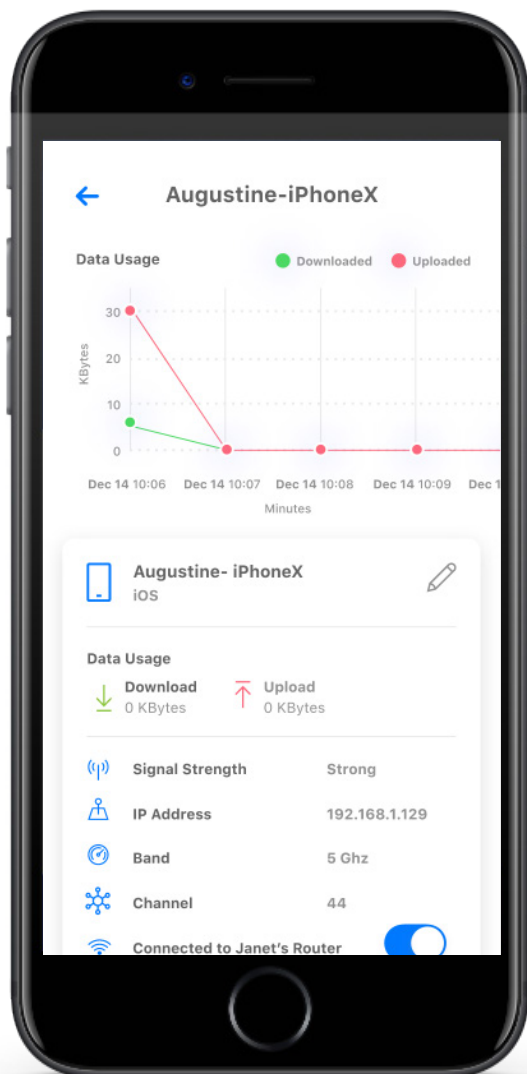 Augustine-iPhoneX
Data Usage
Downloaded Uploaded
30
20
10
0
KBytes
Dec 14 10:06 Dec 14 10:07 Dec 14 10:08 Dec 14 10:09 Dec 1
Minutes
Augustine- iPhoneX
iOS
Data Usage
Download Upload
0 KBytes 0 KBytes
Signal Strength Strong
IP Address 192.168.1.129
Band 5 Ghz
Channel 44
Connected to Janet's Router